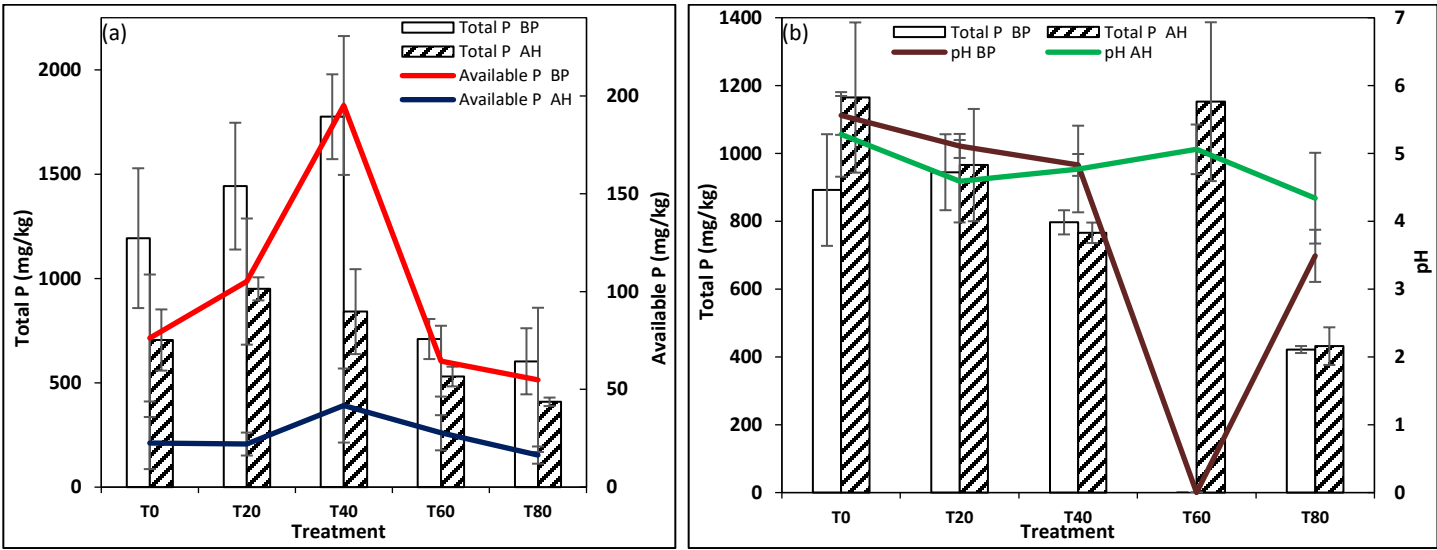 (a)
Total P BP
Total P AH
Available P BP
Available P AH
Total P (mg/kg)
2000
1500
1000
500
0
Available P (mg/kg)
200
150
100
50
0
T0 T20 T40 T60 T80
Treatment
(b)
Total P BP Total P AH
pH BP pH AH
Total P (mg/kg)
1400
1200
1000
800
600
400
200
0
pH
7
6
5
4
3
2
1
0
T0 T20 T40 T60 T80
Treatment